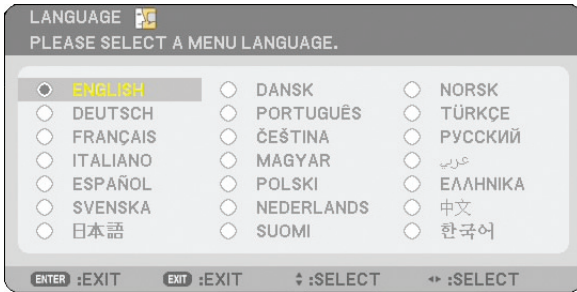 LANGUAGE
PLEASE SELECT A MENU LANGUAGE.
ENGLISH DANSK NORSK
DEUTSCH PORTUGUÊS TÜRKÇE
FRANÇAIS ČEŠTINA РУССКИЙ
ITALIANO MAGYAR عربي
ESPAÑOL POLSKI ΕΛΛΗΝΙΚΑ
SVENSKA NEDERLANDS 中文
日本語 SUOMI 한국어
ENTER :EXIT EXIT :EXIT :SELECT :SELECT